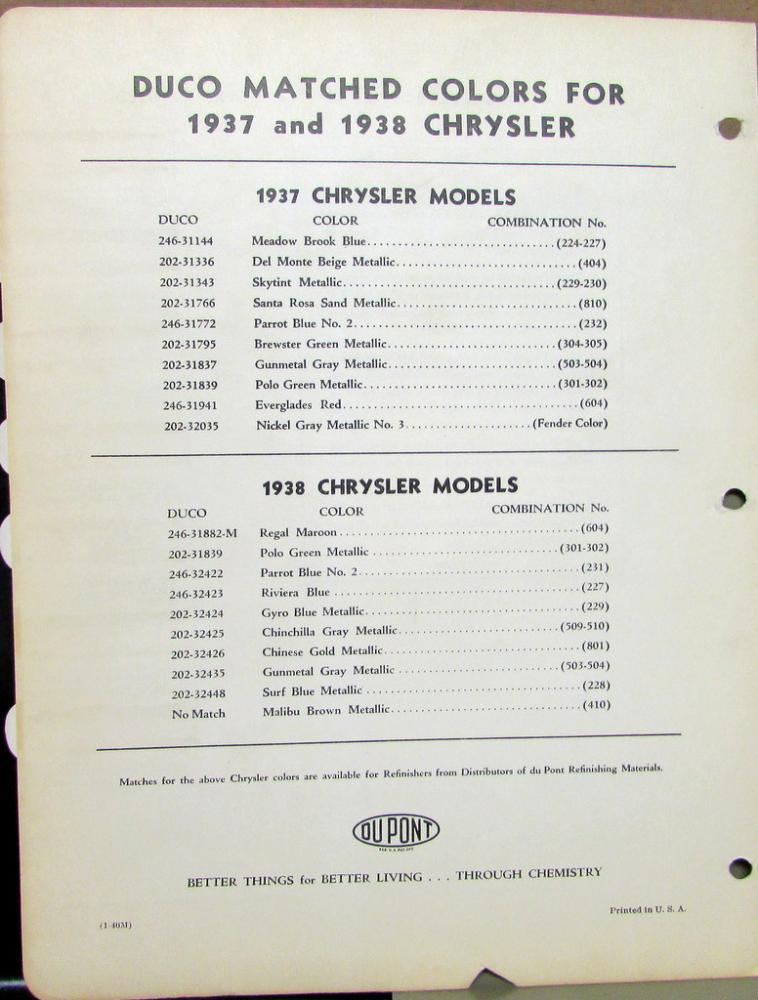 DUCO MATCHED COLORS FOR
1937 and 1938 CHRYSLER
1937 CHRYSLER MODELS
DUCO COLOR COMBINATION No.
246-31144 Meadow Brook Blue..............................(224-227)
202-31336 Del Monte Beige Metallic.............................(404)
202-31343 Skytint Metallic..................................(229-230)
202-31766 Santa Rosa Sand Metallic.............................(810)
246-31772 Parrot Blue No. 2....................................(232)
202-31795 Brewster Green Metallic...........................(304-305)
202-31837 Gunmetal Gray Metallic...........................(503-504)
202-31839 Polo Green Metallic...............................(301-302)
246-31941 Everglades Red......................................(604)
202-32035 Nickel Gray Metallic No. 3....................(Fender Color)
1938 CHRYSLER MODELS
DUCO COLOR COMBINATION No.
246-31882-M Regal Maroon.......................................(604)
202-31839 Polo Green Metallic..............................(301-302)
246-32422 Parrot Blue No. 2....................................(231)
246-32423 Riviera Blue........................................(227)
202-32424 Gyro Blue Metallic...................................(229)
202-32425 Chinchilla Gray Metallic..........................(509-510)
202-32426 Chinese Gold Metallic................................(801)
202-32435 Gunmetal Gray Metallic..........................(503-504)
202-32448 Surf Blue Metallic...................................(228)
No Match Malibu Brown Metallic...............................(410)
Matches for the above Chrysler colors are available for Refinishers from Distributors of du Pont Refinishing Materials.
DU PONT
REG. U.S. PAT. OFF.
BETTER THINGS for BETTER LIVING . . . THROUGH CHEMISTRY
Printed in U. S. A.
(1-4031)